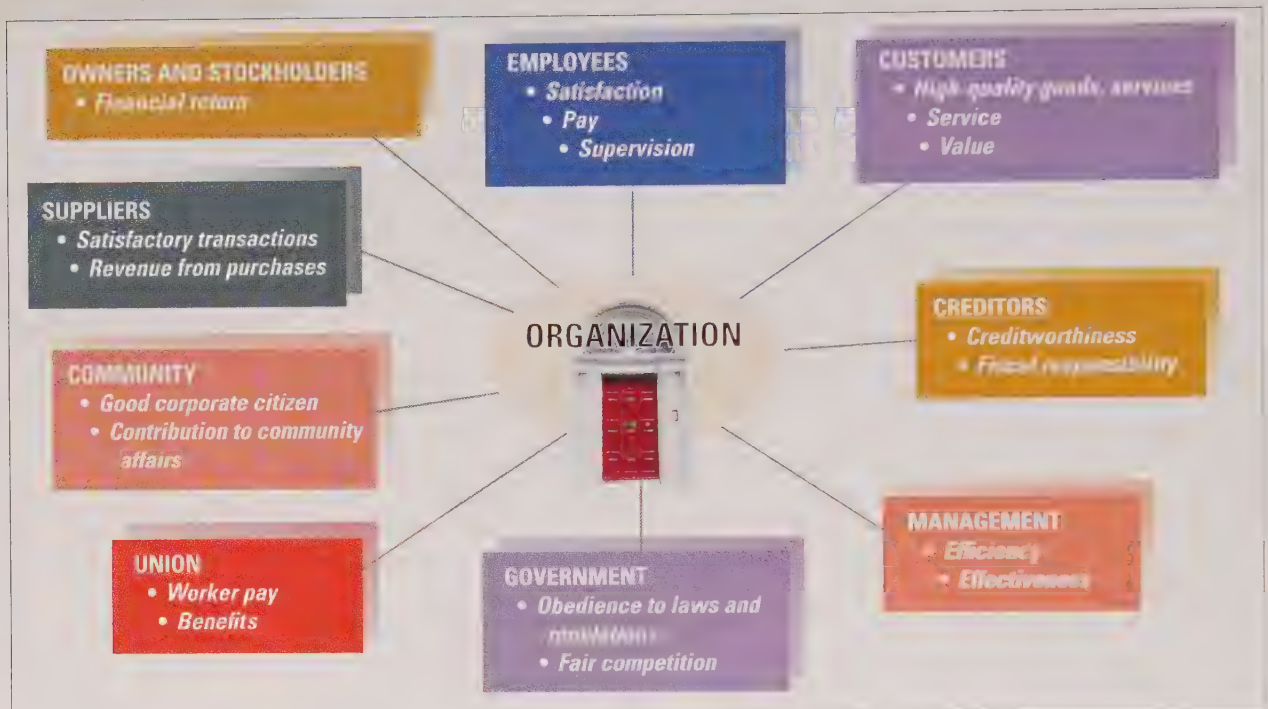 OWNERS AND STOCKHOLDERS
• Financial return
EMPLOYEES
• Satisfaction
• Pay
• Supervision
CUSTOMERS
• High-quality goods, services
• Service
• Value
SUPPLIERS
• Satisfactory transactions
• Revenue from purchases
ORGANIZATION
CREDITORS
• Creditworthiness
• Fiscal responsibility
COMMUNITY
• Good corporate citizen
• Contribution to community
affairs
MANAGEMENT
• Efficiency
• Effectiveness
UNION
• Worker pay
• Benefits
GOVERNMENT
• Obedience to laws and
regulations
• Fair competition